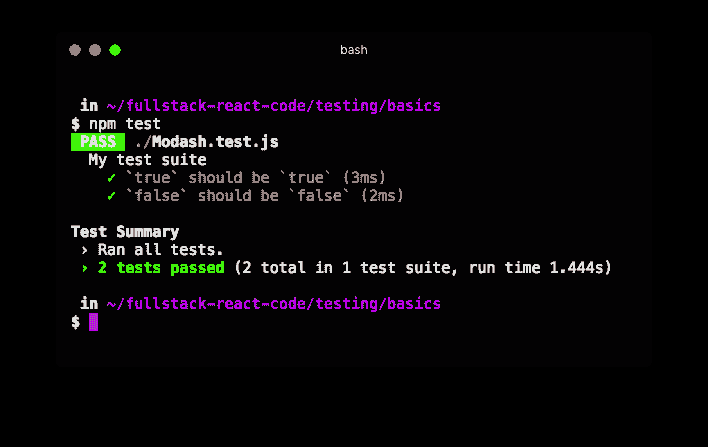 bash
in ~/fullstack-react-code/testing/basics
$ npm test
PASS ./Modash.test.js
My test suite
✓ `true` should be `true` (3ms)
✓ `false` should be `false` (2ms)
Test Summary
› Ran all tests.
› 2 tests passed (2 total in 1 test suite, run time 1.444s)
in ~/fullstack-react-code/testing/basics
$